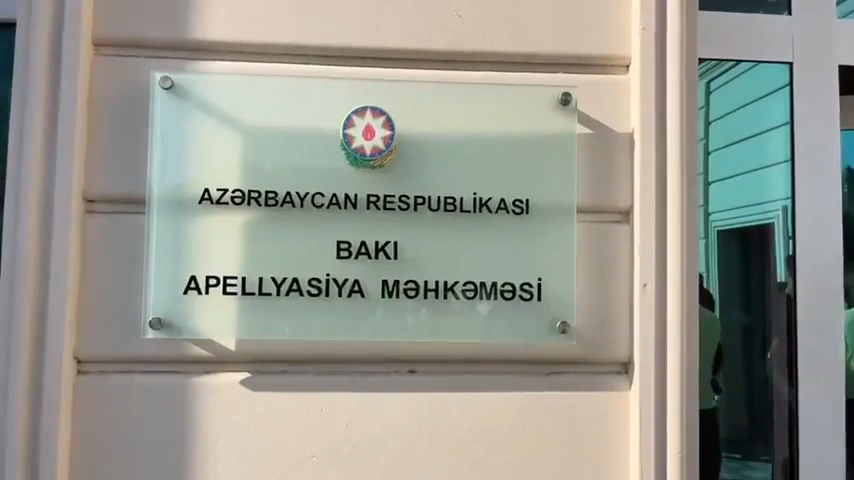 AZƏRBAYCAN RESPUBLİKASI
BAKI
APELLYASİYA MƏHKƏMƏSİ